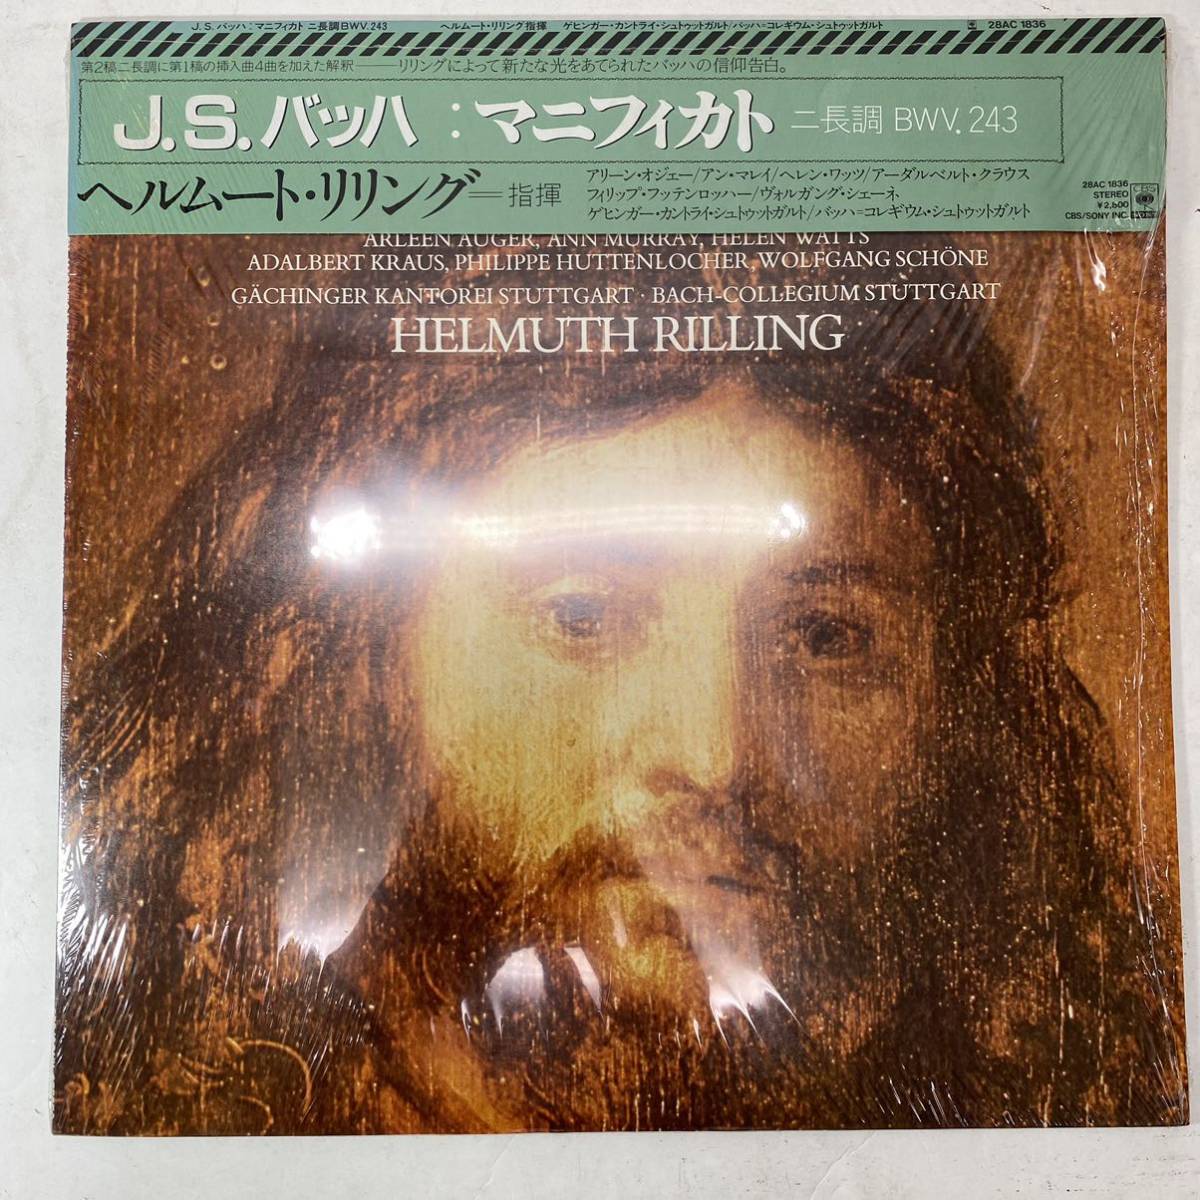 J.S.バッハ:マニフィカト ニ長調BWV.243 ヘルムート・リリング指揮 ゲヒンガー・カントライ・シュトゥットガルト/バッハ=コレギウム・シュトゥットガルト 28AC 1836
第2稿ニ長調に第1稿の挿入曲4曲を加えた解釈——リリングによって新たな光をあてられたバッハの信仰告白。
J.S.バッハ:マニフィカト ニ長調 BWV.243
ヘルムート・リリング=指揮
アリーン・オジェー/アン・マレイ/ヘレン・ワッツ/アーダルベルト・クラウス
フィリップ・フッテンロッハー/ヴォルガング・シェーネ
ゲヒンガー・カントライ・シュトゥットガルト/バッハ=コレギウム・シュトゥットガルト
28AC 1836
STEREO
¥2,800
CBS/SONY INC.
CBS
SONY
ARLEEN AUGER, ANN MURRAY, HELEN WATTS
ADALBERT KRAUS, PHILIPPE HUTTENLOCHER, WOLFGANG SCHÖNE
GÄCHINGER KANTOREI STUTTGART · BACH-COLLEGIUM STUTTGART
HELMUTH RILLING